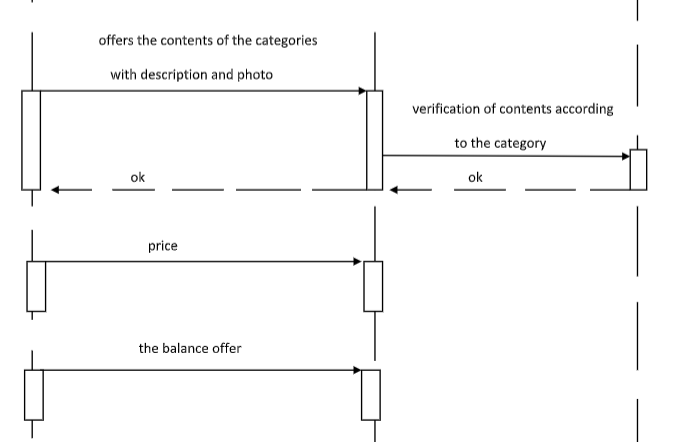 offers the contents of the categories
with description and photo
verification of contents according
to the category
ok
ok
price
the balance offer